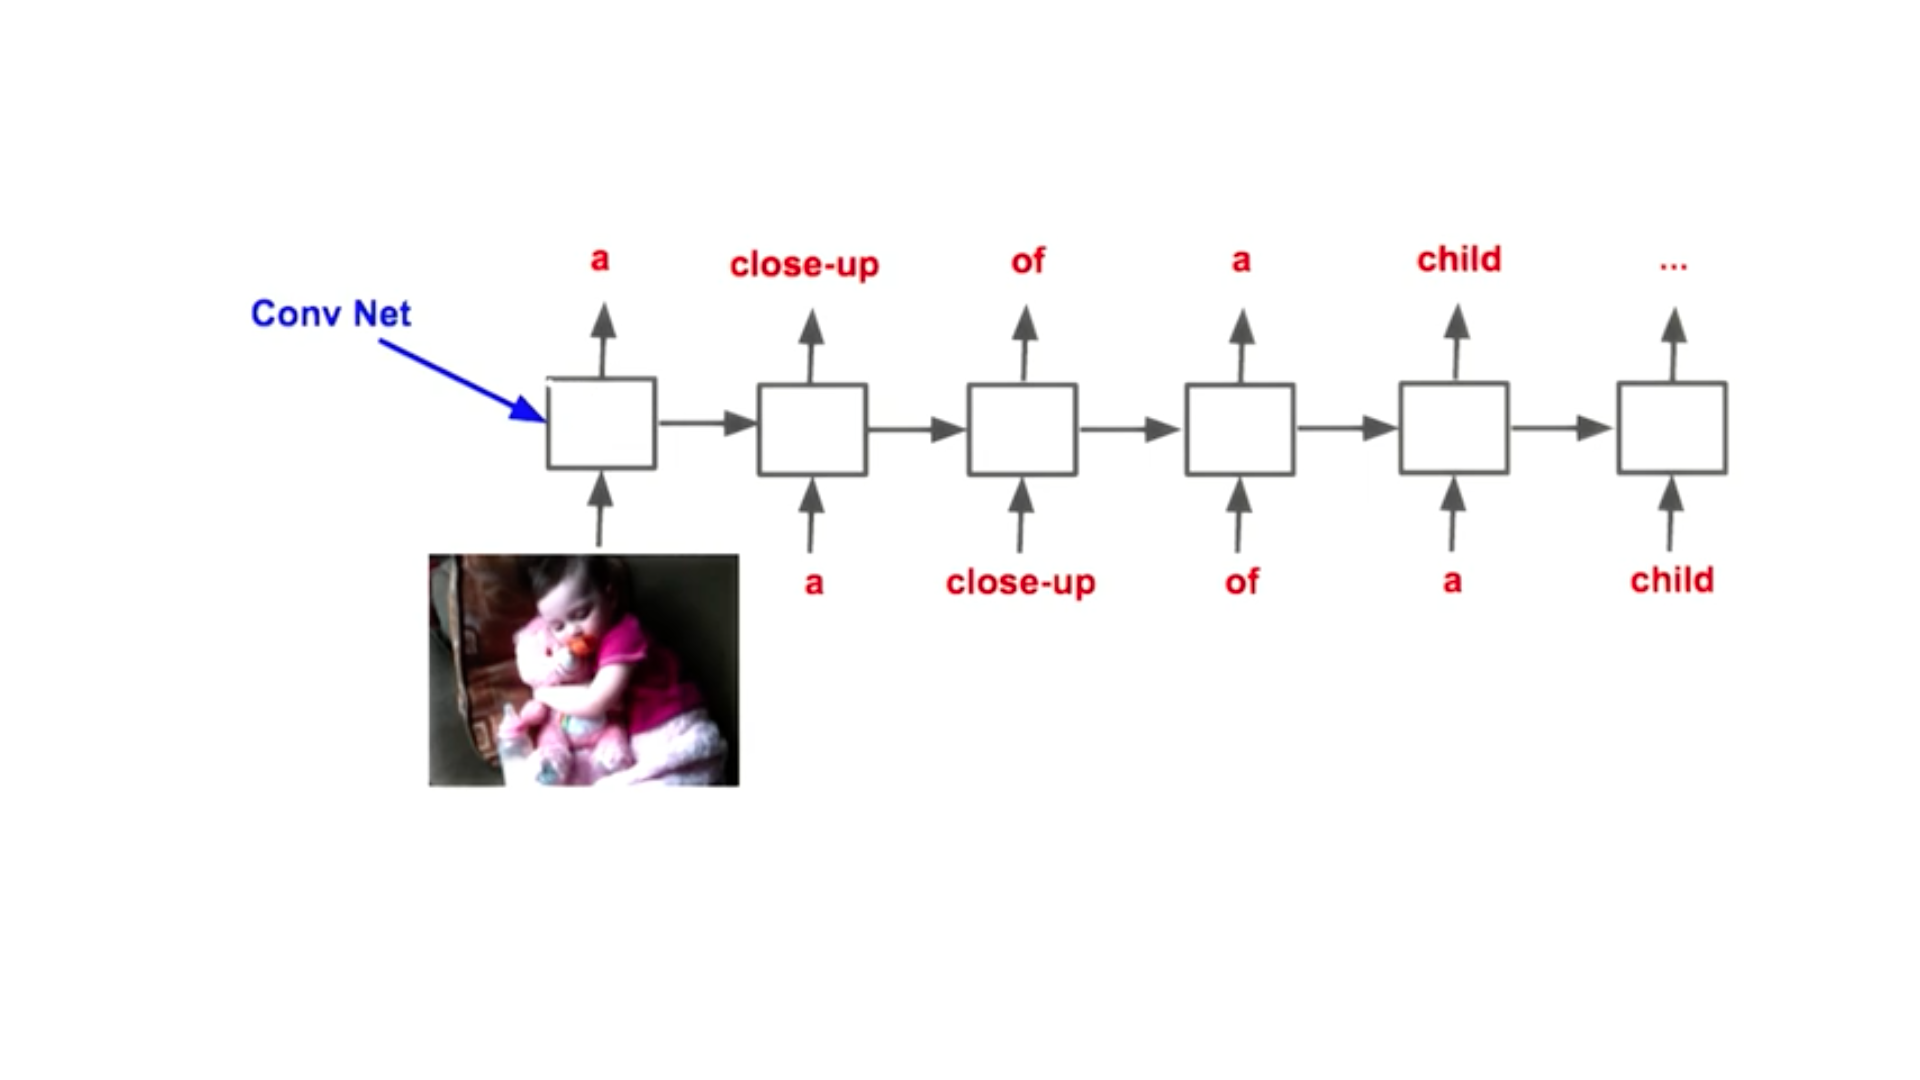 a close-up of a child ...
Conv Net
a close-up of a child